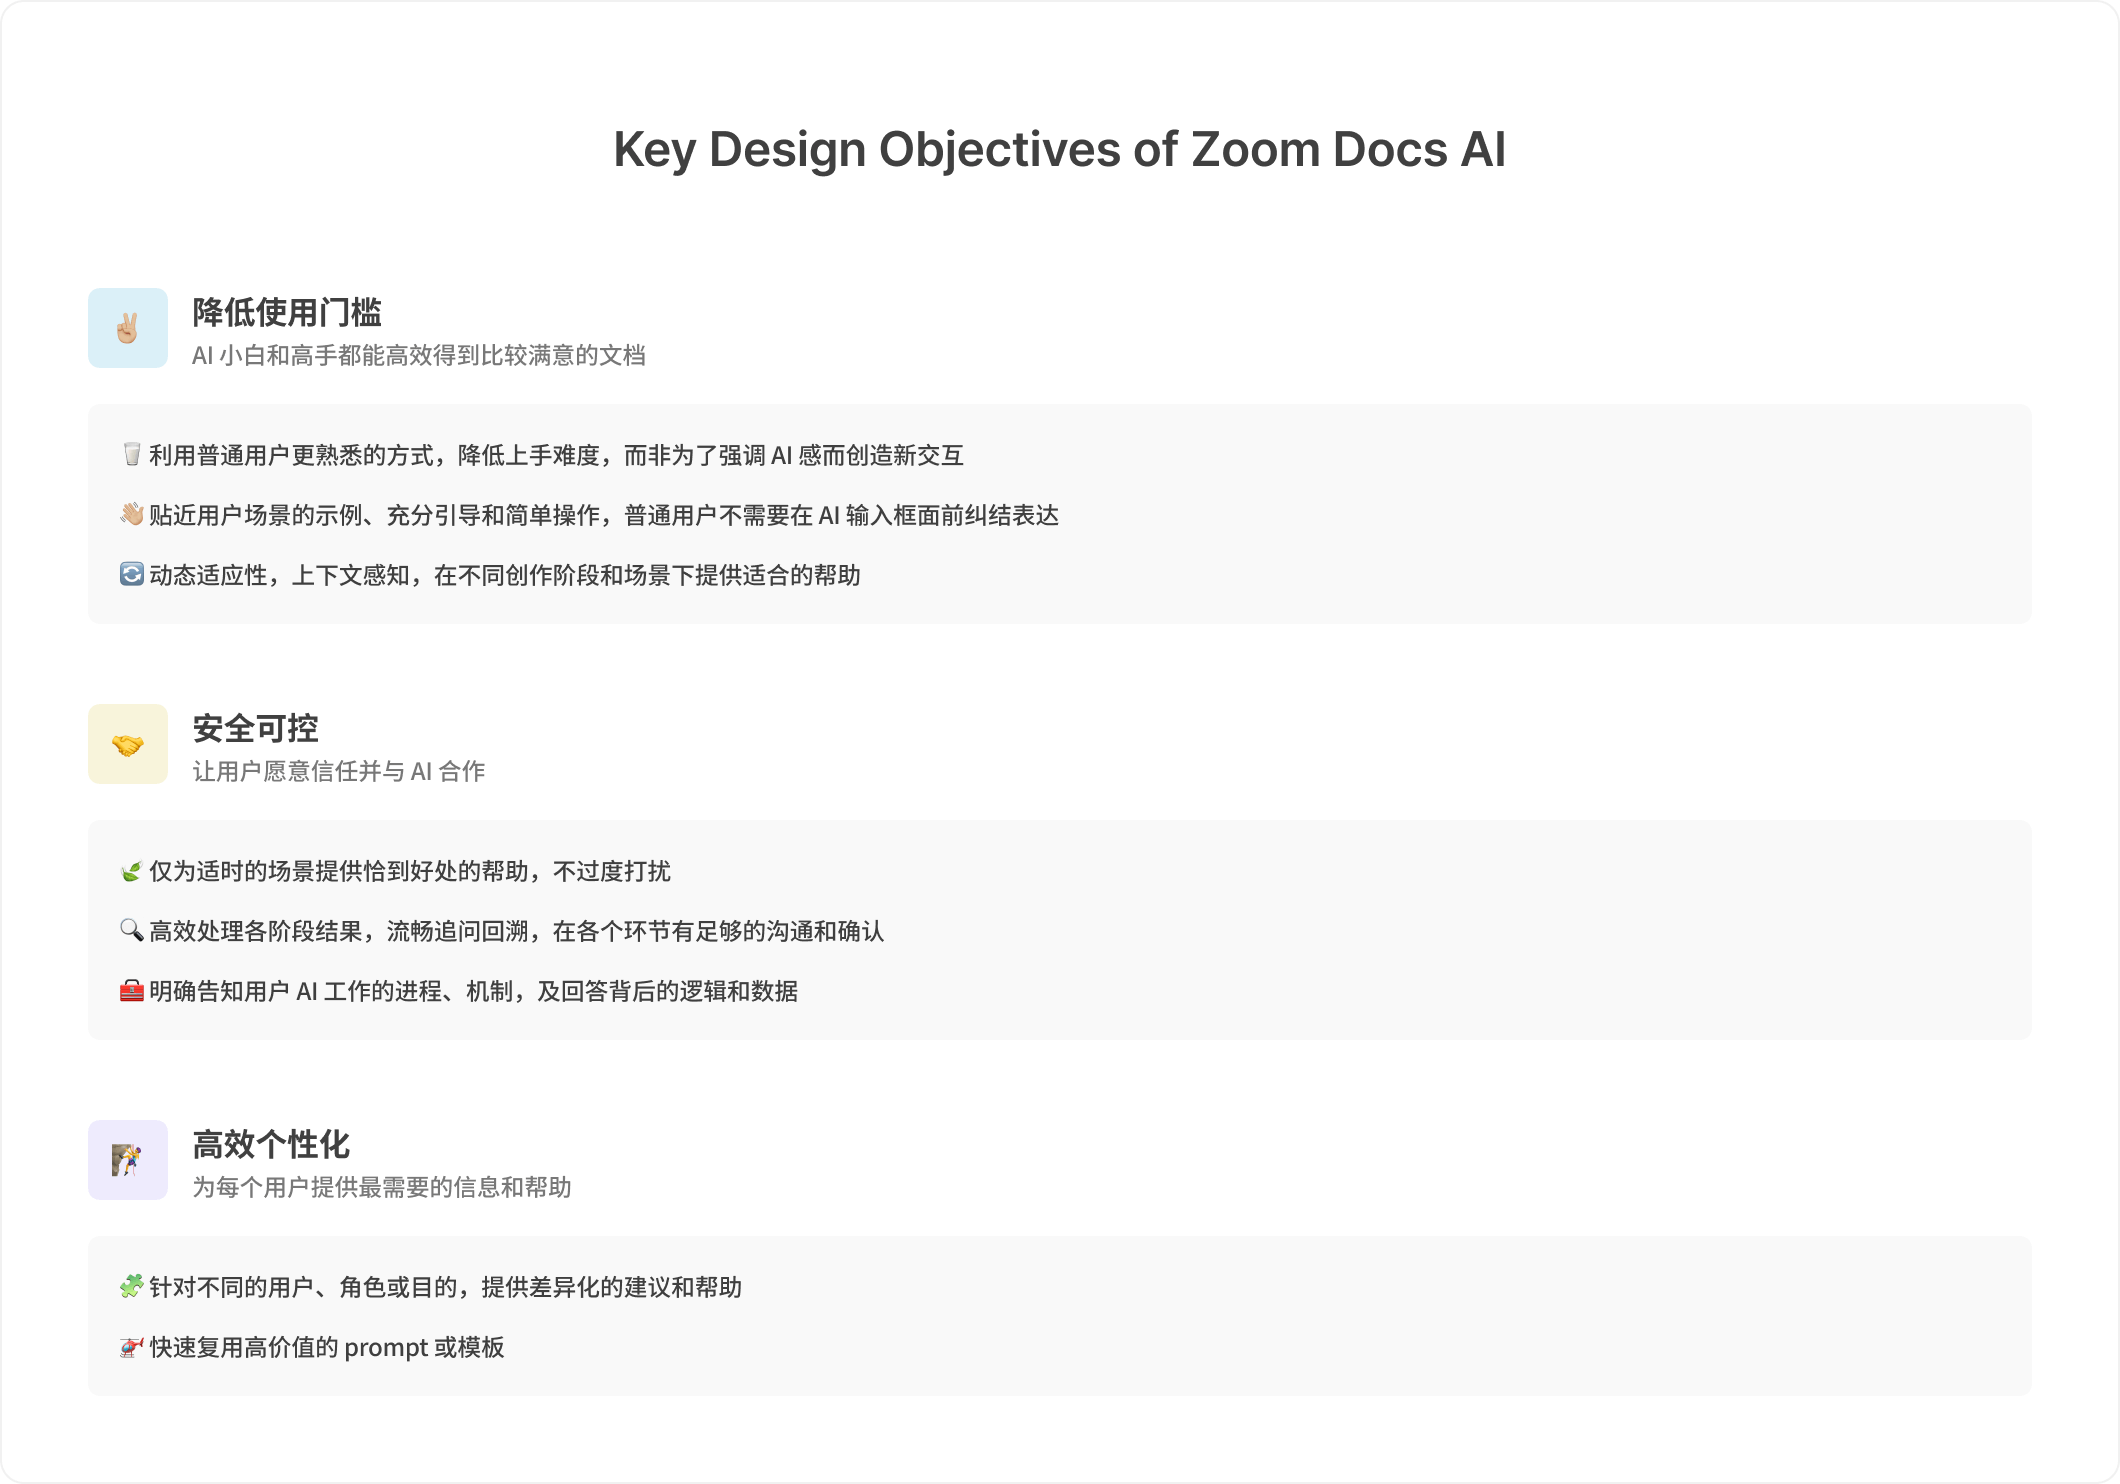 Key Design Objectives of Zoom Docs AI
降低使用门槛
AI 小白和高手都能高效得到比较满意的文档
利用普通用户更熟悉的方式，降低上手难度，而非为了强调 AI 感而创造新交互
贴近用户场景的示例、充分引导和简单操作，普通用户不需要在 AI 输入框面前纠结表达
动态适应性，上下文感知，在不同创作阶段和场景下提供适合的帮助
安全可控
让用户愿意信任并与 AI 合作
仅为适时的场景提供恰到好处的帮助，不过度打扰
高效处理各阶段结果，流畅追问回溯，在各个环节有足够的沟通和确认
明确告知用户 AI 工作的进程、机制，及回答背后的逻辑和数据
高效个性化
为每个用户提供最需要的信息和帮助
针对不同的用户、角色或目的，提供差异化的建议和帮助
快速复用高价值的 prompt 或模板